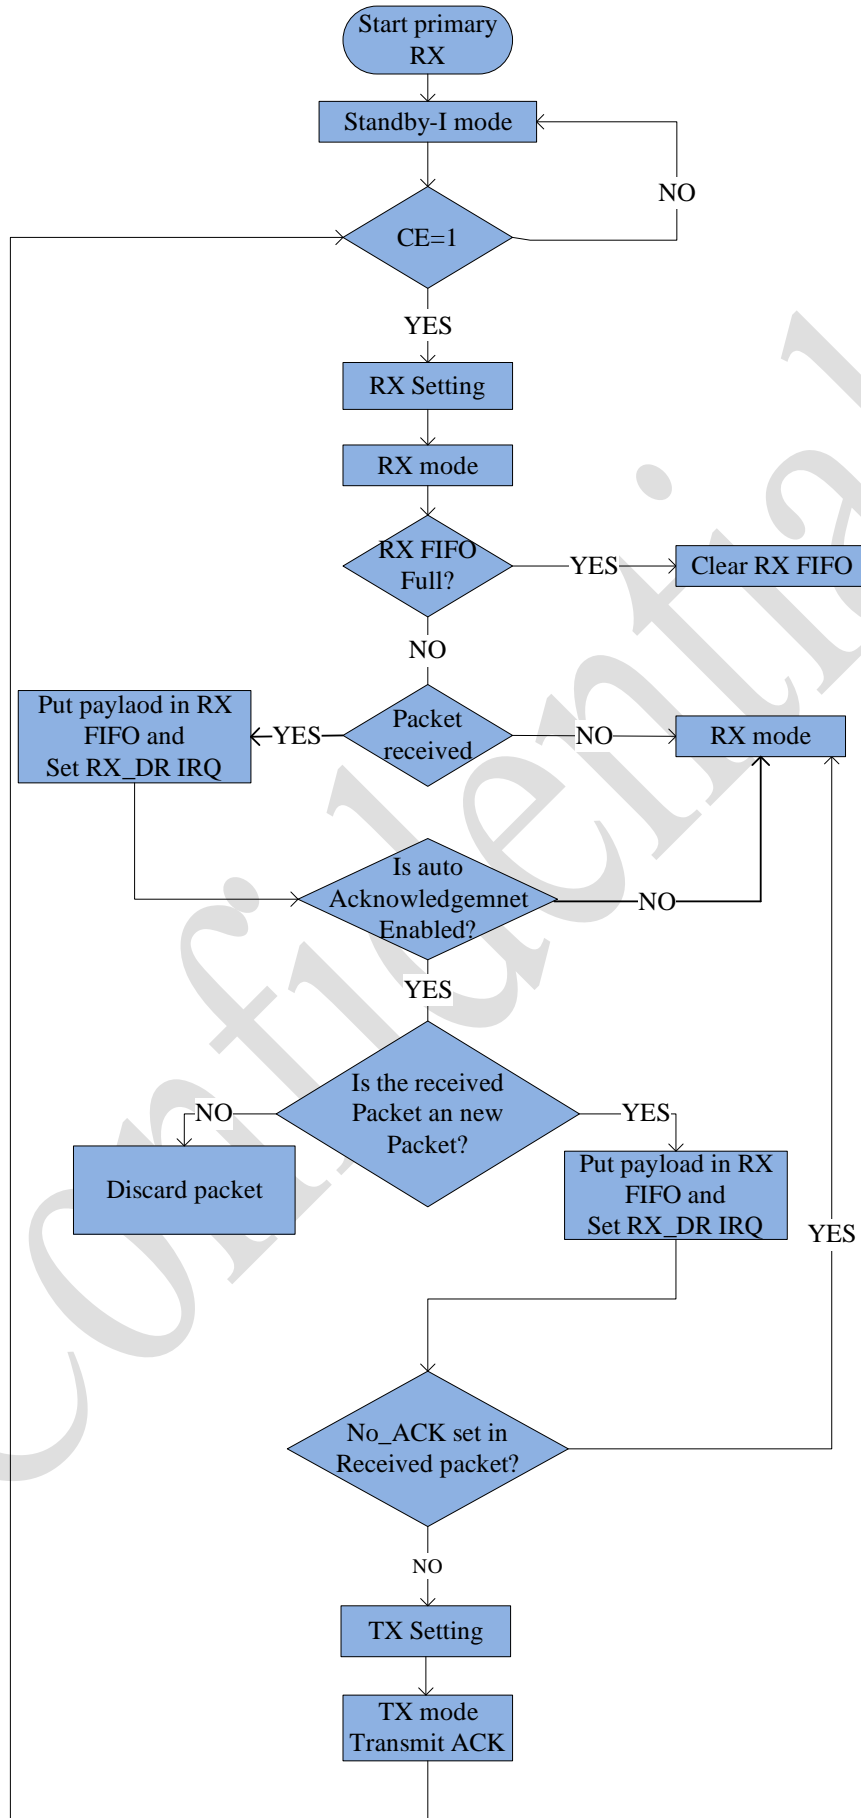 Start primary
RX
Standby-I mode
NO
CE=1
YES
RX Setting
RX mode
RX FIFO
Full?
YES
Clear RX FIFO
NO
Put paylaod in RX
FIFO and
Set RX_DR IRQ
YES
Packet
received
NO
RX mode
Is auto
Acknowledgemnet
Enabled?
NO
YES
Is the received
Packet an new
Packet?
NO
YES
Discard packet
Put payload in RX
FIFO and
Set RX_DR IRQ
YES
No_ACK set in
Received packet?
NO
TX Setting
TX mode
Transmit ACK
Confidential